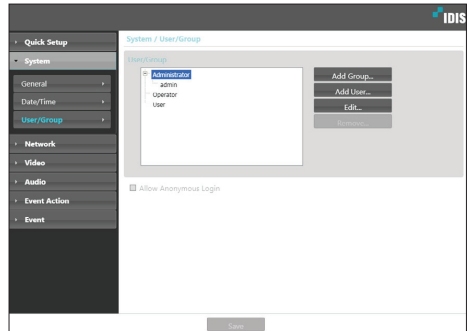 IDIS
Quick Setup
System
General
Date/Time
User/Group
Network
Video
Audio
Event Action
Event
System / User/Group
User/Group
Administrator
admin
Operator
User
Add Group...
Add User...
Edit...
Remove...
Allow Anonymous Login
Save